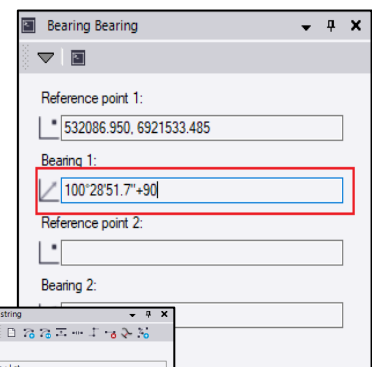 Bearing Bearing
Reference point 1:
532086.950, 6921533.485
Bearing 1:
100°28'51.7"+90
Reference point 2:
Bearing 2:
string